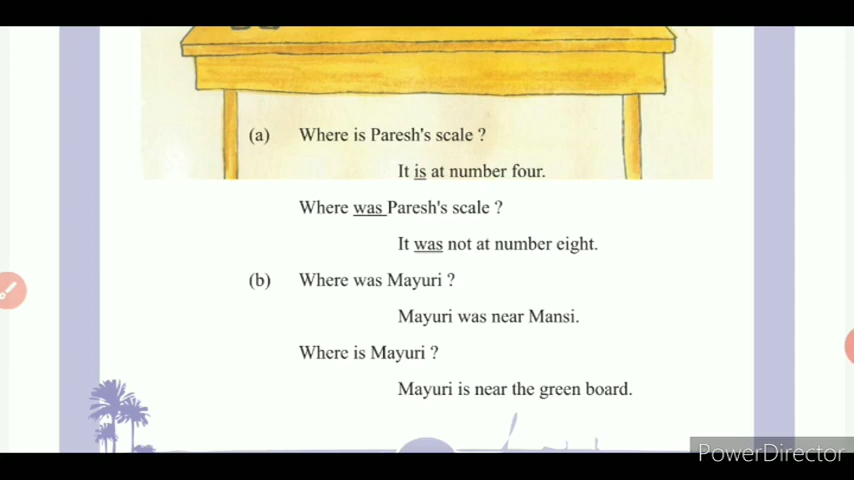 (a) Where is Paresh's scale ?
It is at number four.
Where was Paresh's scale ?
It was not at number eight.
(b) Where was Mayuri ?
Mayuri was near Mansi.
Where is Mayuri ?
Mayuri is near the green board.
PowerDirector